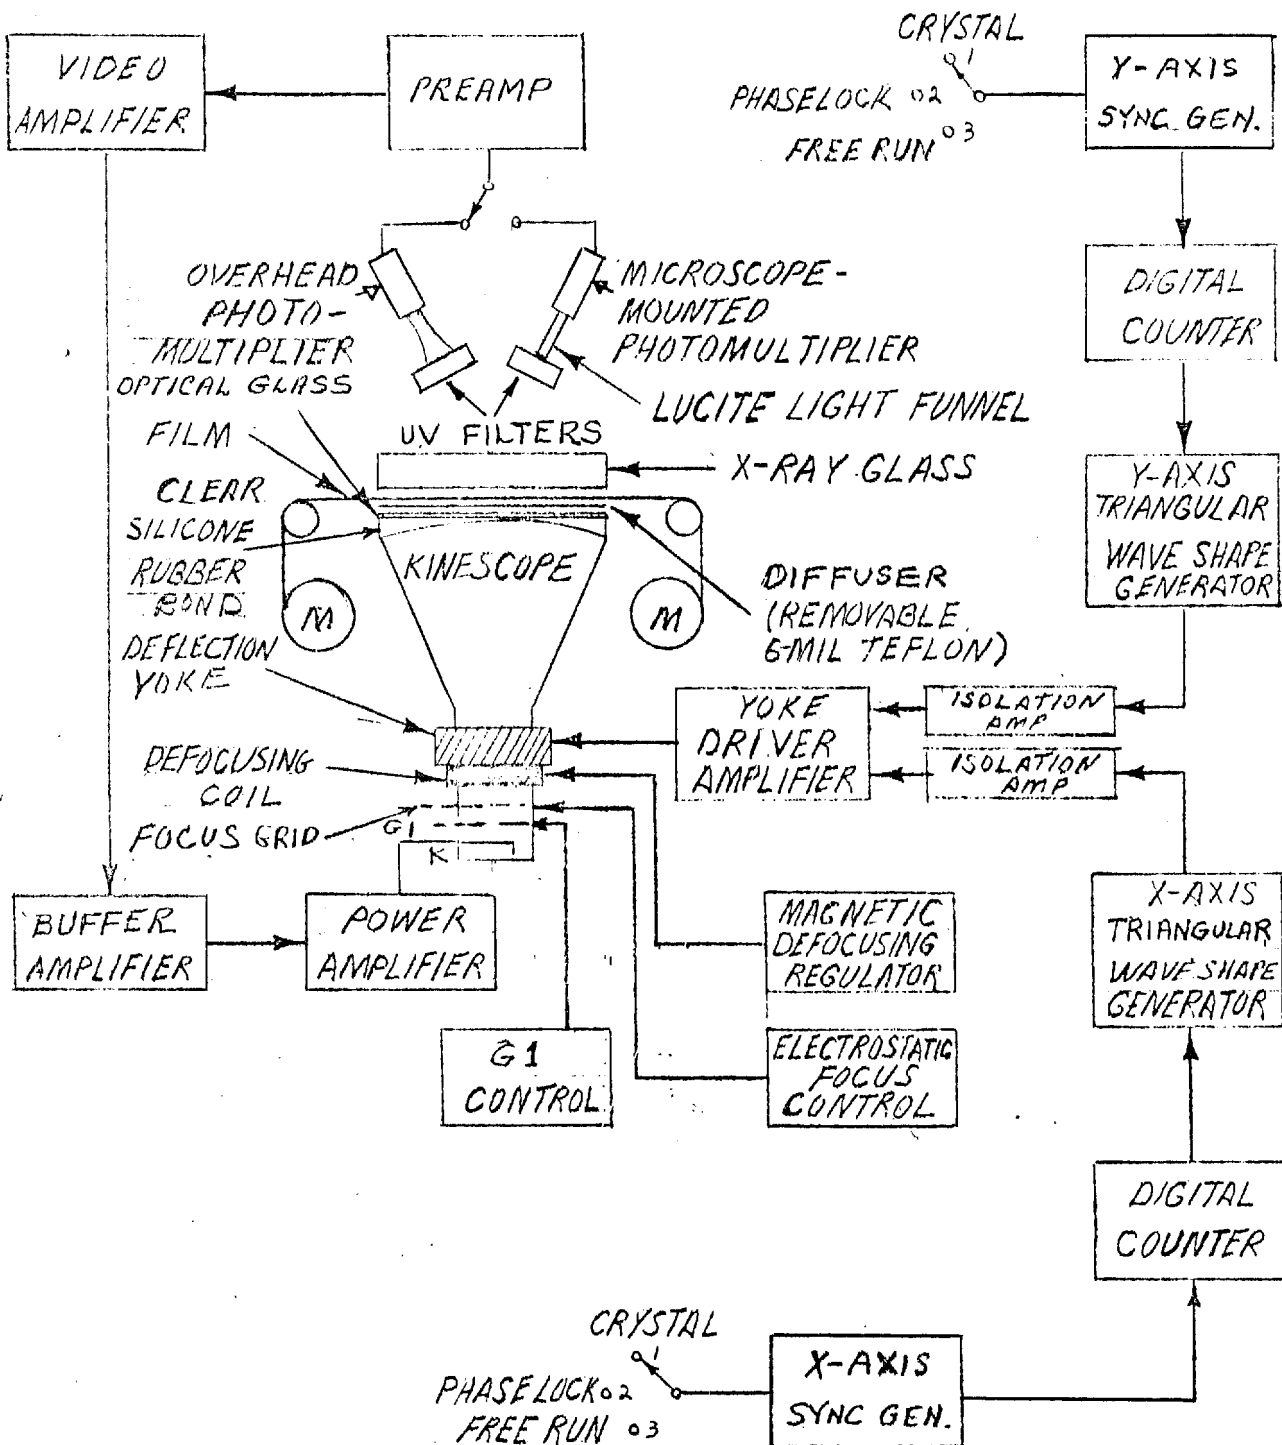 VIDEO
AMPLIFIER
PREAMP
CRYSTAL
1
PHASELOCK 2
FREE RUN 3
Y-AXIS
SYNC GEN.
DIGITAL
COUNTER
Y-AXIS
TRIANGULAR
WAVE SHAPE
GENERATOR
OVERHEAD
PHOTO-
MULTIPLIER
MICROSCOPE-
MOUNTED
PHOTOMULTIPLIER
LUCITE LIGHT FUNNEL
UV FILTERS
OPTICAL GLASS
FILM
X-RAY GLASS
CLEAR
SILICONE
RUBBER
BOND
KINESCOPE
M
M
DIFFUSER
(REMOVABLE
6-MIL TEFLON)
DEFLECTION
YOKE
YOKE
DRIVER
AMPLIFIER
ISOLATION
AMP
ISOLATION
AMP
DEFOCUSING
COIL
FOCUS GRID
G1
K
BUFFER
AMPLIFIER
POWER
AMPLIFIER
MAGNETIC
DEFOCUSING
REGULATOR
X-AXIS
TRIANGULAR
WAVE SHAPE
GENERATOR
G1
CONTROL
ELECTROSTATIC
FOCUS
CONTROL
DIGITAL
COUNTER
CRYSTAL
1
PHASE LOCK 2
FREE RUN 3
X-AXIS
SYNC GEN.